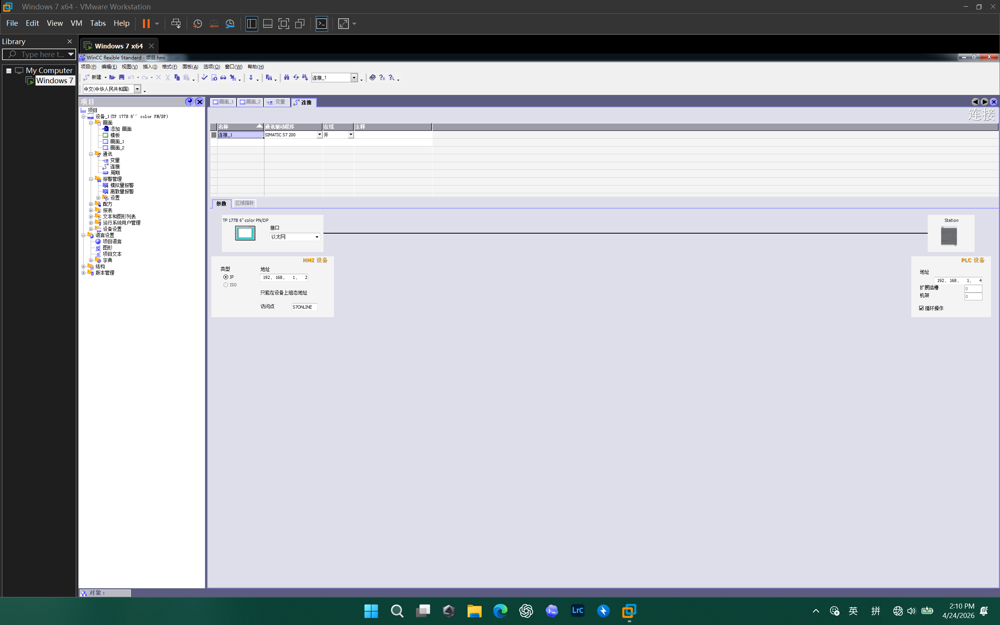 Windows 7 x64 - VMware Workstation
File Edit View VM Tabs Help
Library
Type here t...
My Computer
Windows 7
Windows 7 x64
WinCC flexible Standard - 项目.hmi
项目(P) 编辑(E) 视图(V) 插入(I) 格式(F) 面板(A) 选项(O) 窗口(W) 帮助(H)
新建 连接_1
中文(中华人民共和国)
项目
项目
设备_1(TP 177B 6'' color PN/DP)
画面
添加 画面
模板
画面_1
画面_2
通讯
变量
连接
周期
报警管理
模拟量报警
离散量报警
设置
配方
报表
文本和图形列表
运行系统用户管理
设备设置
语言设置
项目语言
图形
项目文本
字典
结构
版本管理
对象:
画面_1 画面_2 变量 连接
连接
名称 通讯驱动程序 在线 注释
连接_1 SIMATIC S7 200 开
参数 区域指针
TP 177B 6" color PN/DP
接口
以太网
Station
HMI 设备
类型
IP
ISO
地址
192. 168. 1. 2
只能在设备上组态地址
访问点 S7ONLINE
PLC 设备
地址
192. 168. 1. 4
扩展插槽 0
机架 0
循环操作
LrC
英 拼
2:10 PM
4/24/2026